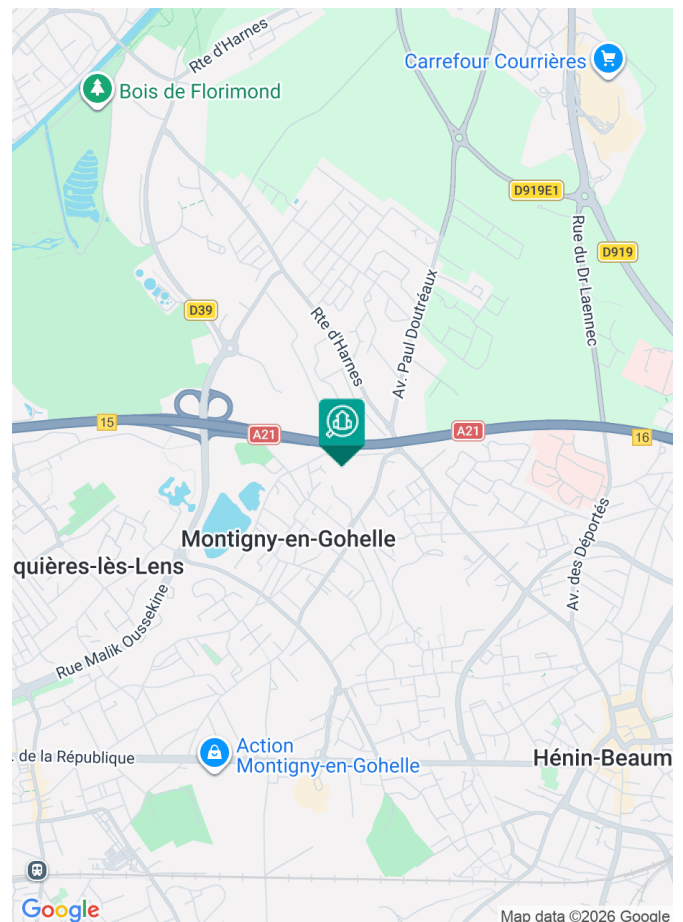 Rte d'Harnes
Carrefour Courrières
Bois de Florimond
D919E1
Rue du Dr Laennec
D919
Av. Paul Doutréaux
D39
Rte d'Harnes
15
A21
A21
16
Montigny-en-Gohelle
quières-lès-Lens
Av. des Déportés
Rue Malik Oussekine
Action
Montigny-en-Gohelle
. de la République
Hénin-Beaum
Google
Map data ©2026 Google